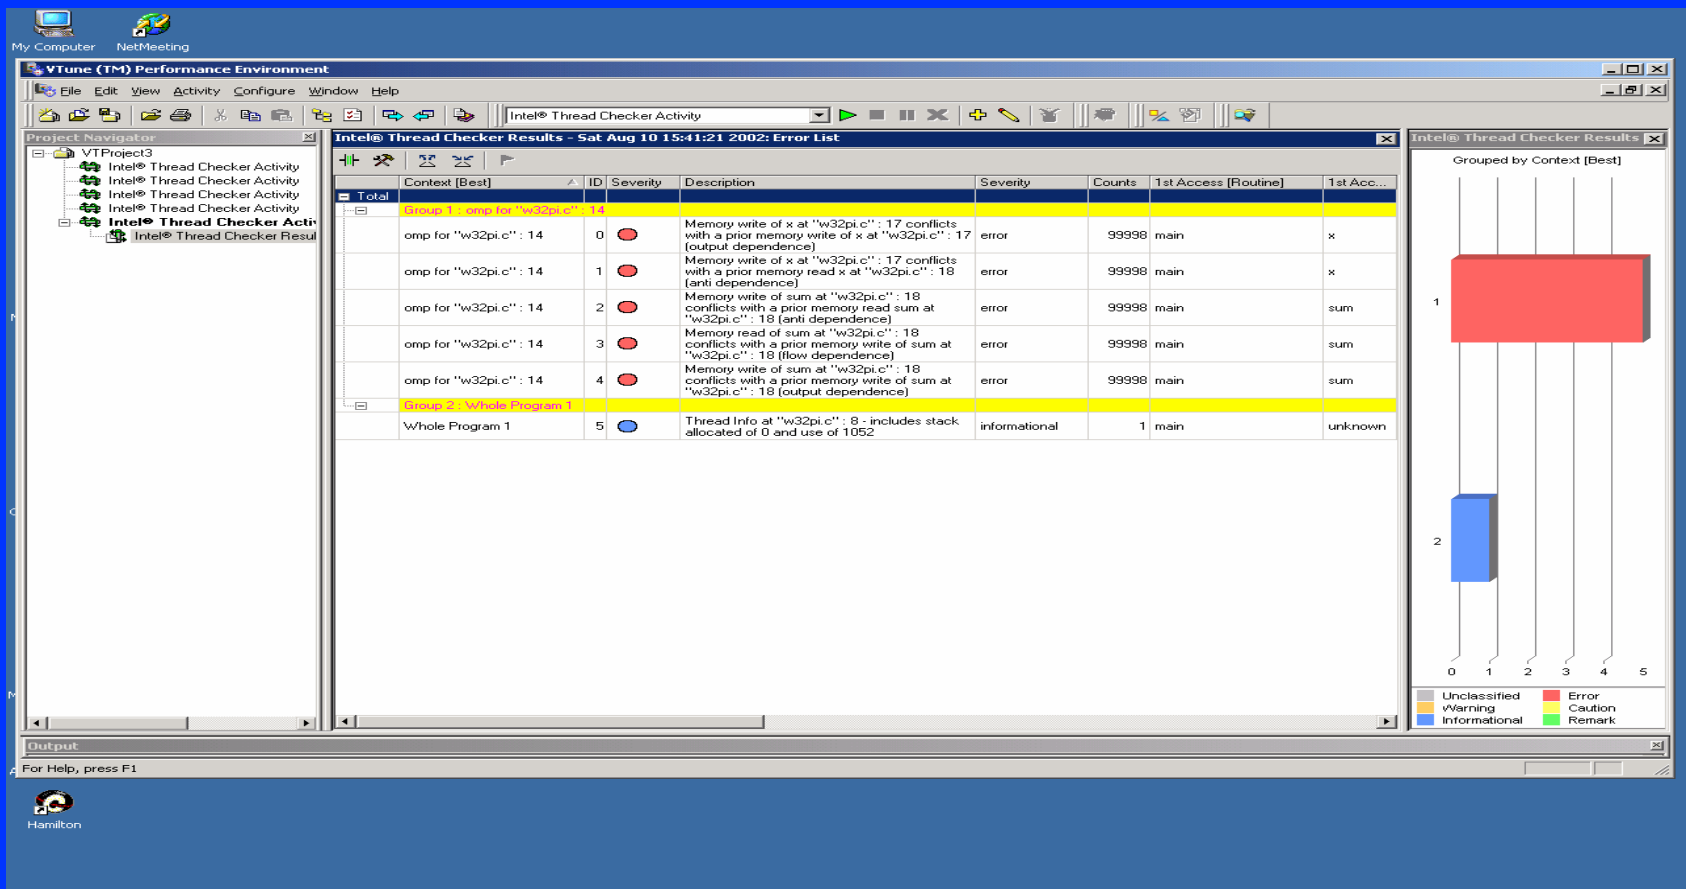 My Computer
NetMeeting
VTune (TM) Performance Environment
File Edit View Activity Configure Window Help
Intel® Thread Checker Activity
Project Navigator
VTProject3
Intel® Thread Checker Activity
Intel® Thread Checker Activity
Intel® Thread Checker Activity
Intel® Thread Checker Activity
Intel® Thread Checker Activ
Intel® Thread Checker Resul
Intel® Thread Checker Results - Sat Aug 10 15:41:21 2002: Error List
Context [Best] ID Severity Description Severity Counts 1st Access [Routine] 1st Acc...
Total
Group 1 : omp for "w32pi.c" : 14
omp for "w32pi.c" : 14 0
Memory write of x at "w32pi.c" : 17 conflicts
with a prior memory write of x at "w32pi.c" : 17
(output dependence)
error 99998 main x
omp for "w32pi.c" : 14 1
Memory write of x at "w32pi.c" : 17 conflicts
with a prior memory read x at "w32pi.c" : 18
(anti dependence)
error 99998 main x
omp for "w32pi.c" : 14 2
Memory write of sum at "w32pi.c" : 18
conflicts with a prior memory read sum at
"w32pi.c" : 18 (anti dependence)
error 99998 main sum
omp for "w32pi.c" : 14 3
Memory read of sum at "w32pi.c" : 18
conflicts with a prior memory write of sum at
"w32pi.c" : 18 (flow dependence)
error 99998 main sum
omp for "w32pi.c" : 14 4
Memory write of sum at "w32pi.c" : 18
conflicts with a prior memory write of sum at
"w32pi.c" : 18 (output dependence)
error 99998 main sum
Group 2 : Whole Program 1
Whole Program 1 5
Thread Info at "w32pi.c" : 8 - includes stack
allocated of 0 and use of 1052
informational 1 main unknown
Intel® Thread Checker Results
Grouped by Context [Best]
1
2
0 1 2 3 4 5
Unclassified Error
Warning Caution
Informational Remark
Output
For Help, press F1
Hamilton